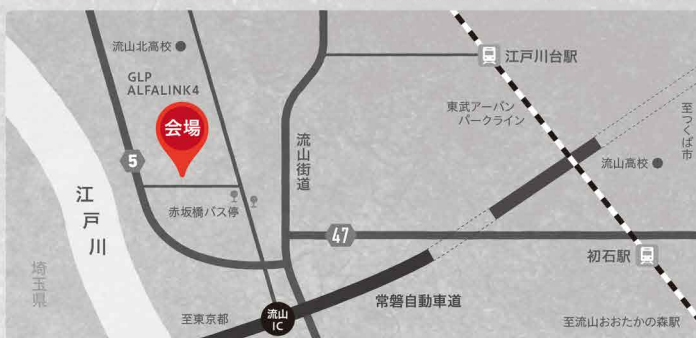 流山北高校
GLP
ALFALINK4
会場
5
江戸川
埼玉県
赤坂橋バス停
流山街道
47
江戸川台駅
東武アーバン
パークライン
至つくば市
流山高校
初石駅
常磐自動車道
至東京都
流山
IC
至流山おおたかの森駅